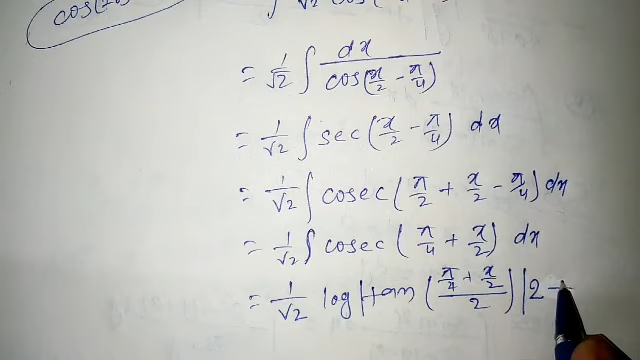 ∫ √2 cos(
= 1/√2 ∫ dx / cos(x/2 - π/4)
= 1/√2 ∫ sec(x/2 - π/4) dx
= 1/√2 ∫ cosec(π/2 + x/2 - π/4) dx
= 1/√2 ∫ cosec(π/4 + x/2) dx
= 1/√2 log|tan((π/4 + x/2)/2)|2 -